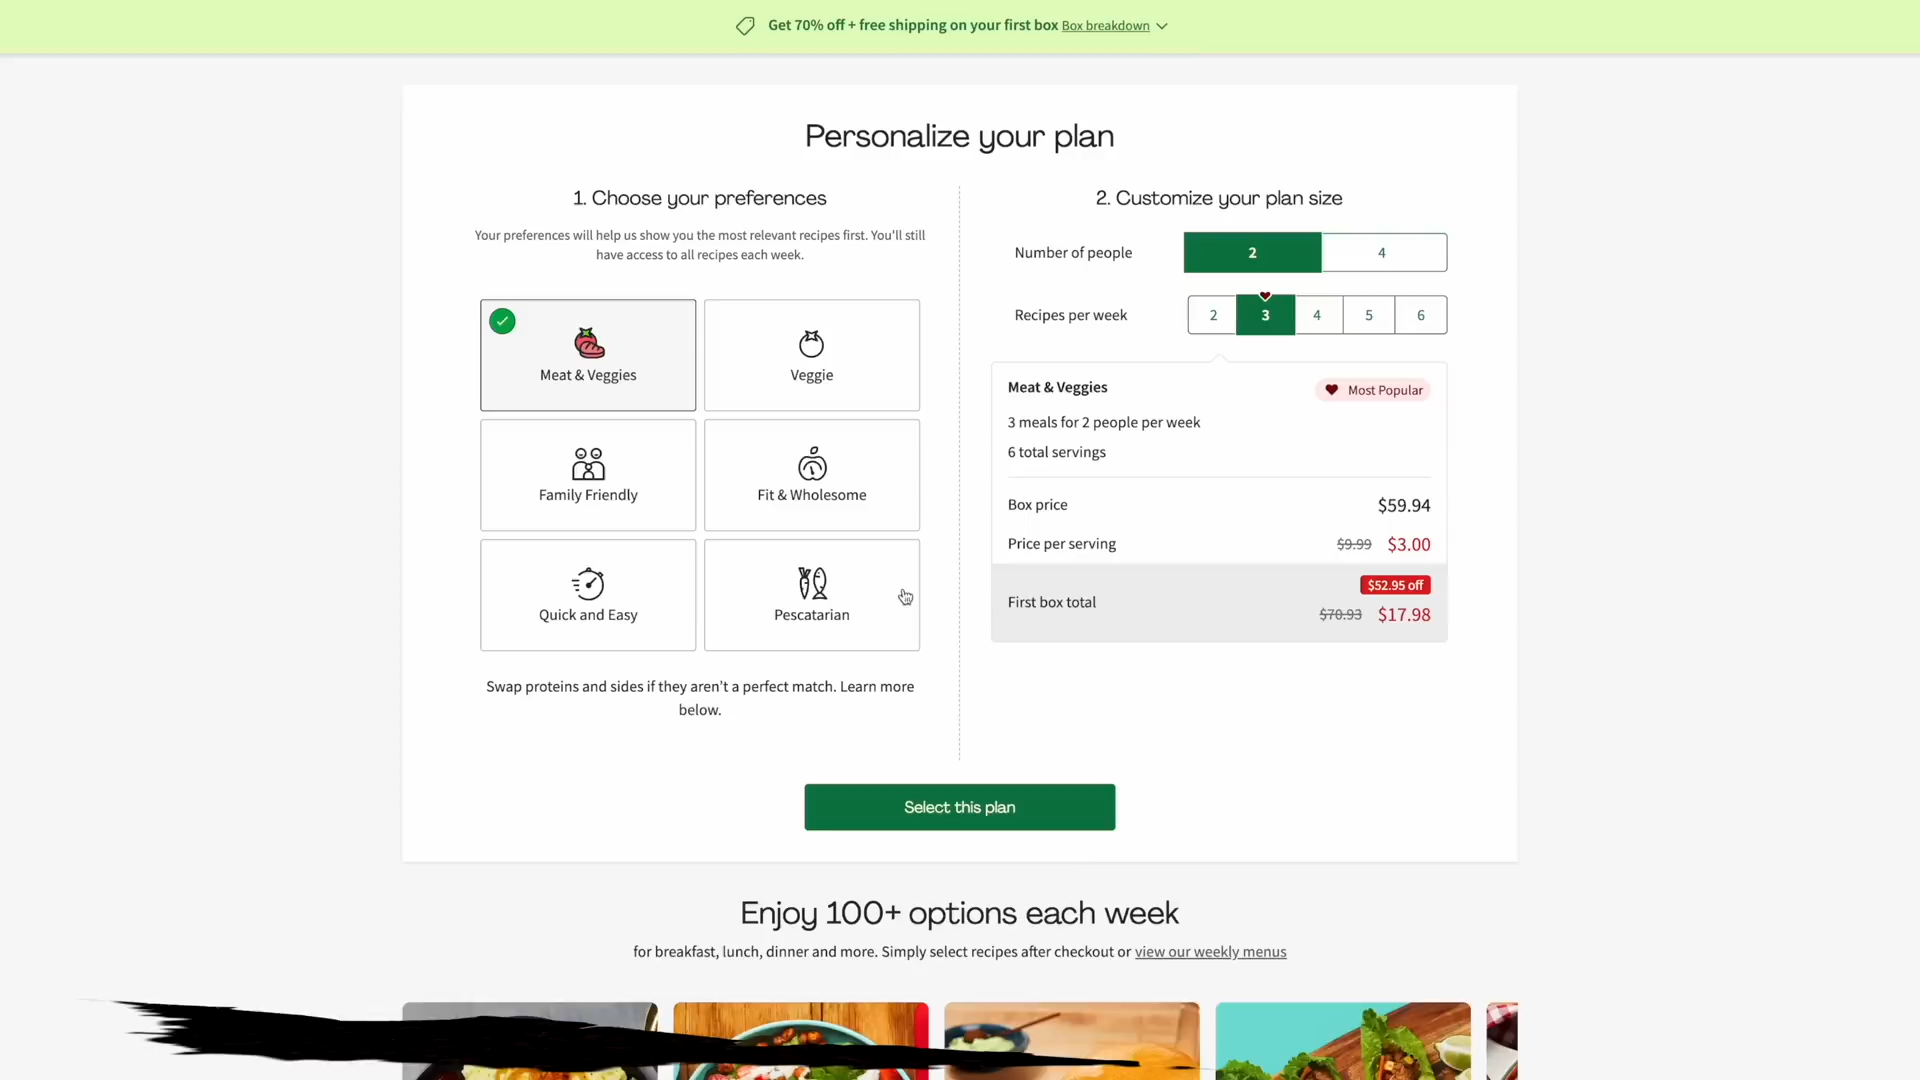 Get 70% off + free shipping on your first box Box breakdown
Personalize your plan
1. Choose your preferences
Your preferences will help us show you the most relevant recipes first. You'll still
have access to all recipes each week.
Meat & Veggies
Veggie
Family Friendly
Fit & Wholesome
Quick and Easy
Pescatarian
Swap proteins and sides if they aren’t a perfect match. Learn more
below.
2. Customize your plan size
Number of people
2
4
Recipes per week
2
3
4
5
6
Meat & Veggies
Most Popular
3 meals for 2 people per week
6 total servings
Box price
$59.94
Price per serving
$9.99 $3.00
$52.95 off
First box total
$70.93 $17.98
Select this plan
Enjoy 100+ options each week
for breakfast, lunch, dinner and more. Simply select recipes after checkout or view our weekly menus